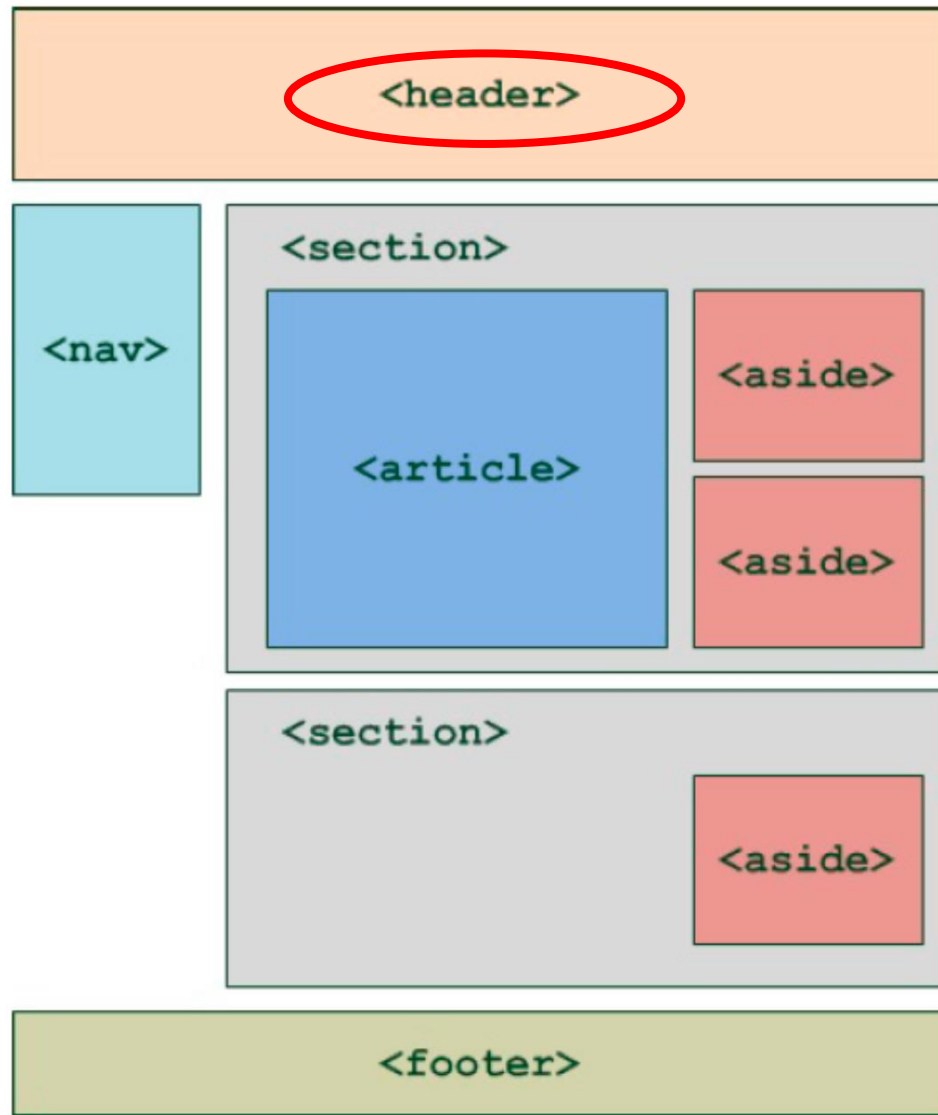 <header>
<nav>
<section>
<article>
<aside>
<aside>
<section>
<aside>
<footer>